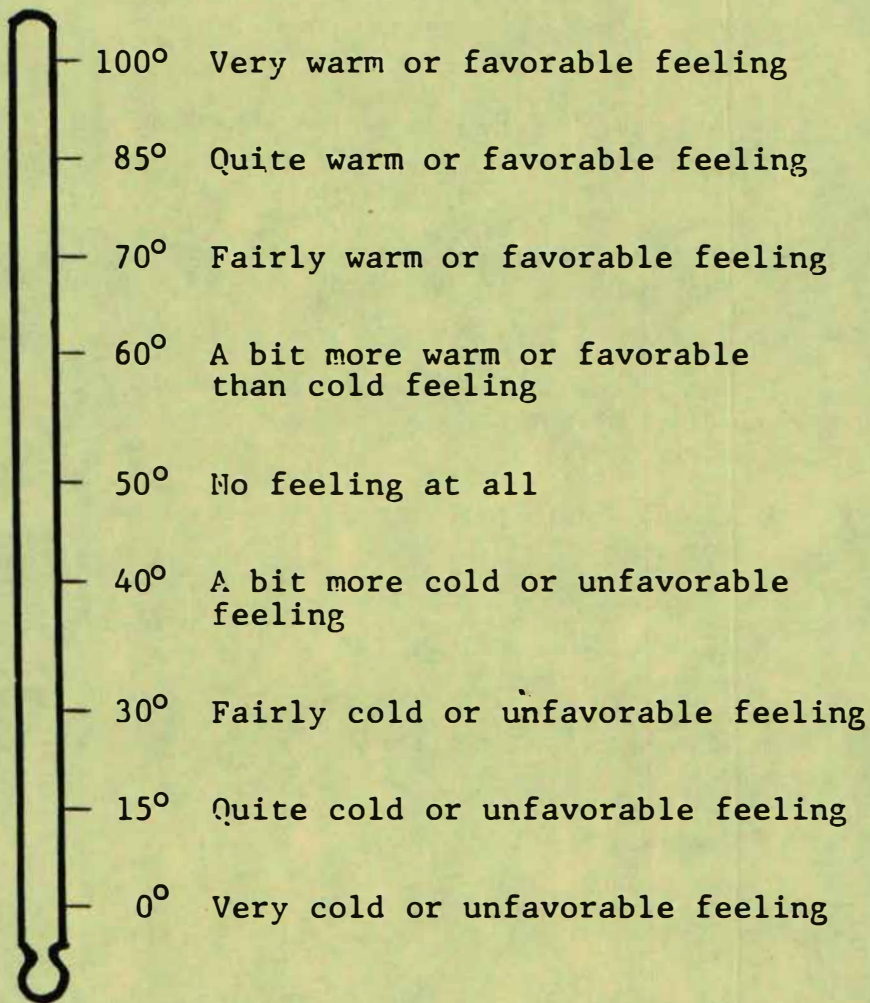 100° Very warm or favorable feeling
85° Quite warm or favorable feeling
70° Fairly warm or favorable feeling
60° A bit more warm or favorable
than cold feeling
50° No feeling at all
40° A bit more cold or unfavorable
feeling
30° Fairly cold or unfavorable feeling
15° Quite cold or unfavorable feeling
0° Very cold or unfavorable feeling